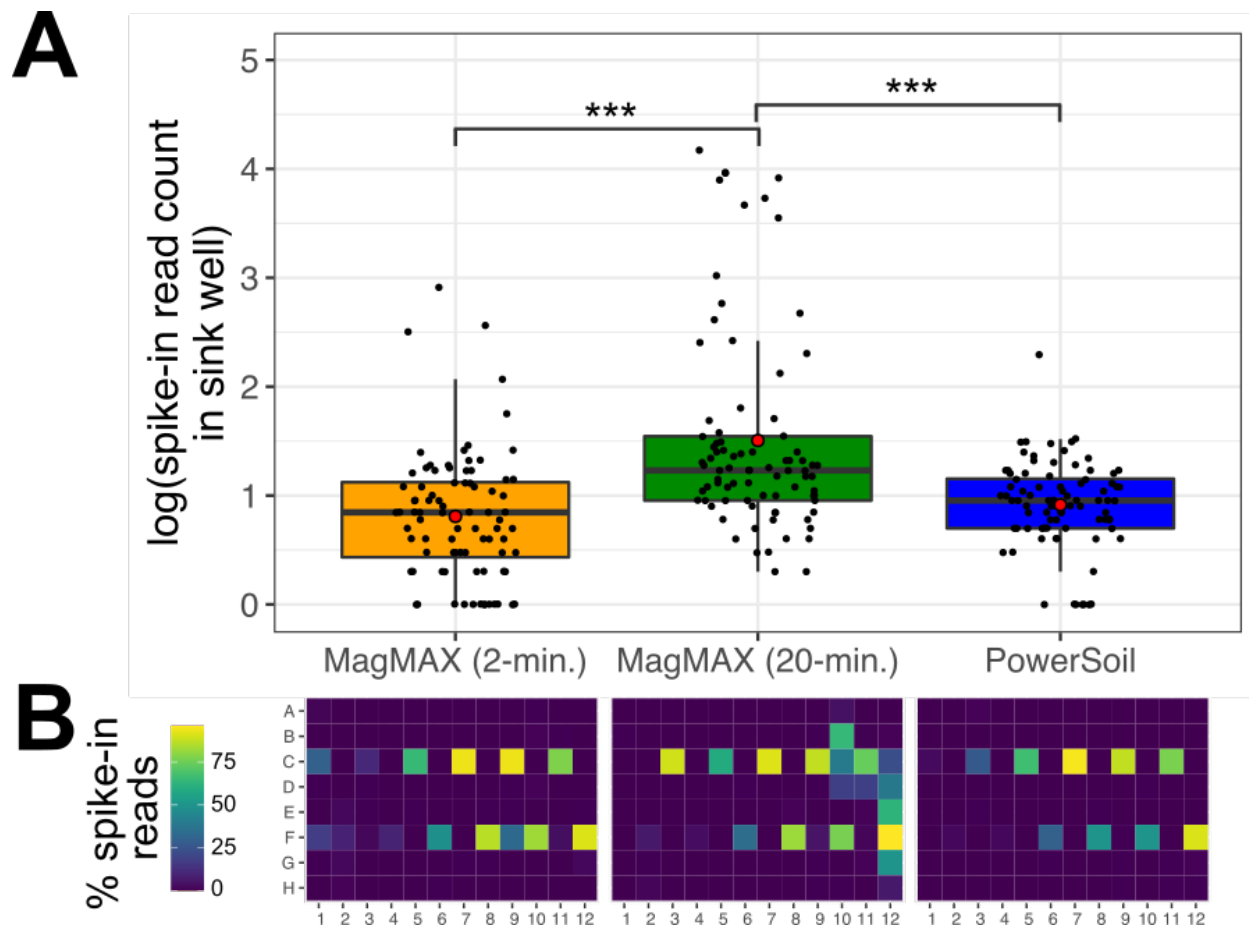 A
log(spike-in read count
in sink well)
5
4
3
2
1
0
***
***
MagMAX (2-min.)
MagMAX (20-min.)
PowerSoil
B
% spike-in
reads
75
50
25
0
A
B
C
D
E
F
G
H
1 2 3 4 5 6 7 8 9 10 11 12
1 2 3 4 5 6 7 8 9 10 11 12
1 2 3 4 5 6 7 8 9 10 11 12